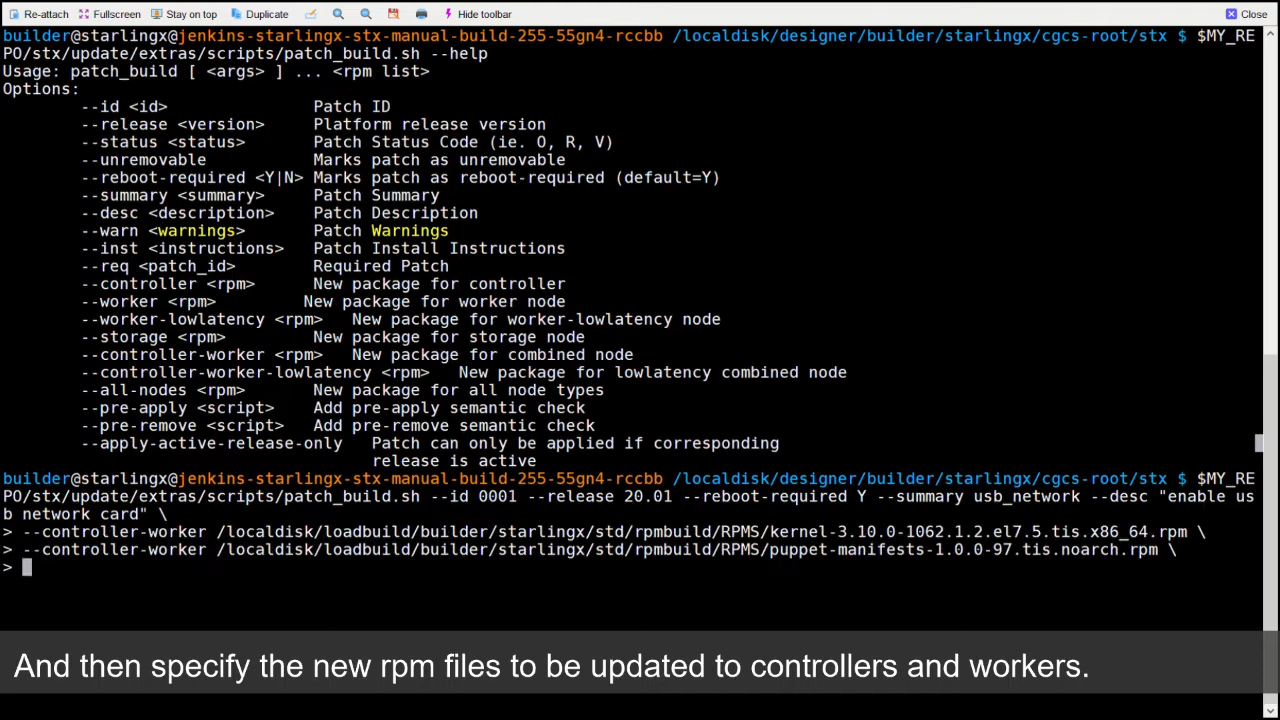 Re-attach Fullscreen Stay on top Duplicate Hide toolbar Close
builder@starlingx@jenkins-starlingx-stx-manual-build-255-55gn4-rccbb /localdisk/designer/builder/starlingx/cgcs-root/stx $ $MY_RE
PO/stx/update/extras/scripts/patch_build.sh --help
Usage: patch_build [ <args> ] ... <rpm list>
Options:
        --id <id>               Patch ID
        --release <version>     Platform release version
        --status <status>       Patch Status Code (ie. O, R, V)
        --unremovable           Marks patch as unremovable
        --reboot-required <Y|N> Marks patch as reboot-required (default=Y)
        --summary <summary>     Patch Summary
        --desc <description>    Patch Description
        --warn <warnings>       Patch Warnings
        --inst <instructions>   Patch Install Instructions
        --req <patch_id>        Required Patch
        --controller <rpm>      New package for controller
        --worker <rpm>         New package for worker node
        --worker-lowlatency <rpm>   New package for worker-lowlatency node
        --storage <rpm>         New package for storage node
        --controller-worker <rpm>   New package for combined node
        --controller-worker-lowlatency <rpm>   New package for lowlatency combined node
        --all-nodes <rpm>       New package for all node types
        --pre-apply <script>    Add pre-apply semantic check
        --pre-remove <script>   Add pre-remove semantic check
        --apply-active-release-only   Patch can only be applied if corresponding
                                      release is active
builder@starlingx@jenkins-starlingx-stx-manual-build-255-55gn4-rccbb /localdisk/designer/builder/starlingx/cgcs-root/stx $ $MY_RE
PO/stx/update/extras/scripts/patch_build.sh --id 0001 --release 20.01 --reboot-required Y --summary usb_network --desc "enable us
b network card" \
> --controller-worker /localdisk/loadbuild/builder/starlingx/std/rpmbuild/RPMS/kernel-3.10.0-1062.1.2.el7.5.tis.x86_64.rpm \
> --controller-worker /localdisk/loadbuild/builder/starlingx/std/rpmbuild/RPMS/puppet-manifests-1.0.0-97.tis.noarch.rpm \
>
And then specify the new rpm files to be updated to controllers and workers.